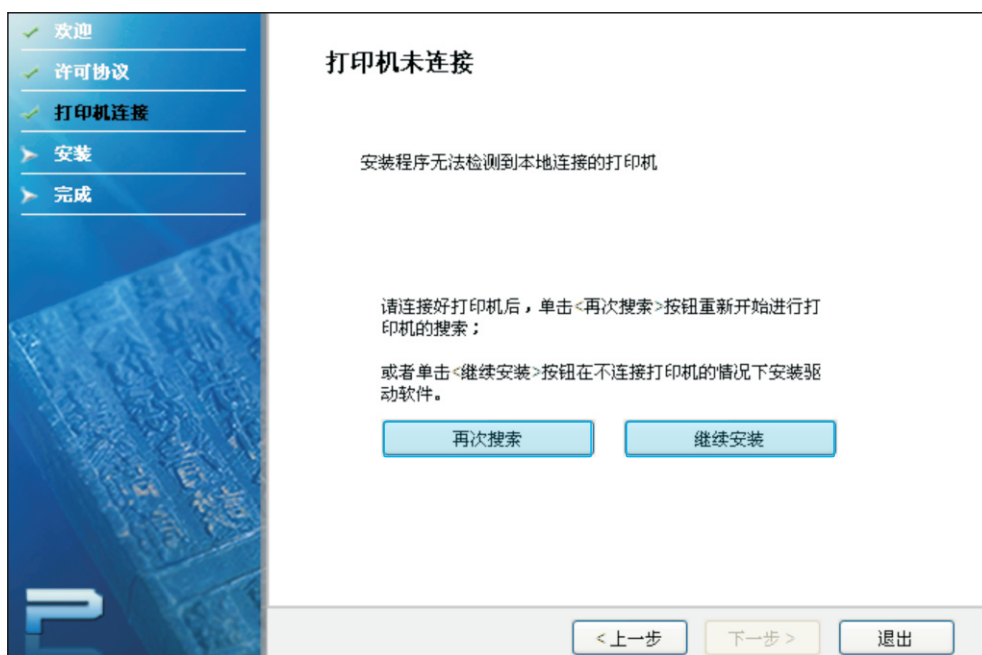 欢迎
许可协议
打印机连接
安装
完成
打印机未连接
安装程序无法检测到本地连接的打印机
请连接好打印机后，单击<再次搜索>按钮重新开始进行打
印机的搜索；
或者单击<继续安装>按钮在不连接打印机的情况下安装驱
动软件。
再次搜索
继续安装
<上一步
下一步>
退出